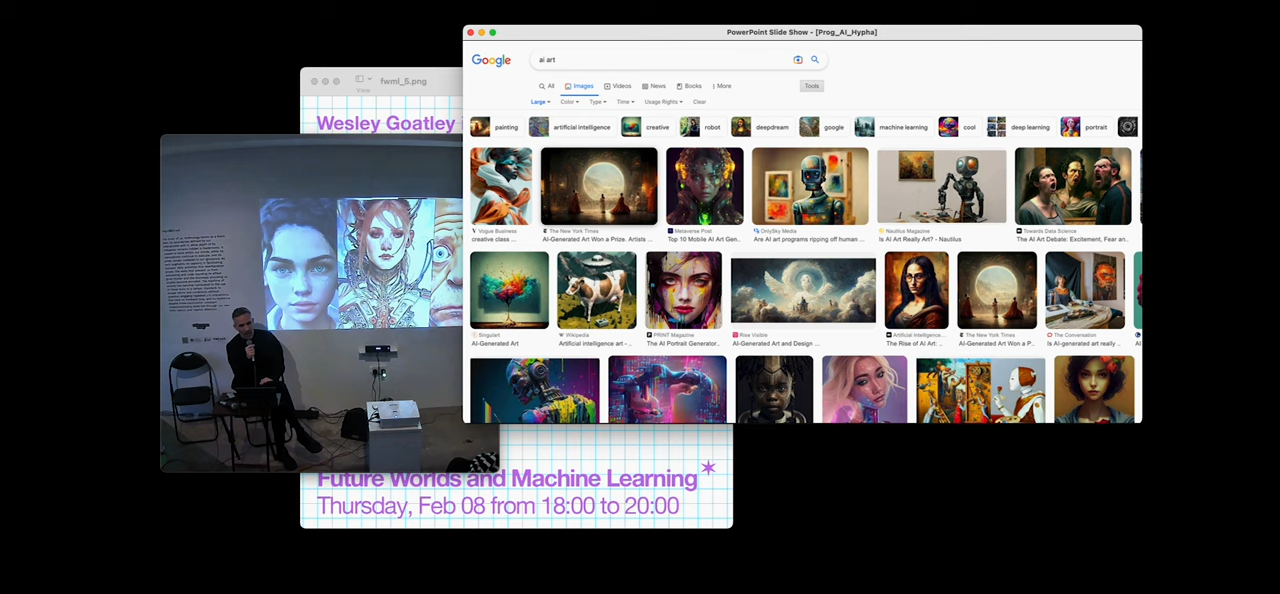 PowerPoint Slide Show - [Prog_AI_Hypha]
Google
ai art
All
Images
Videos
News
Books
More
Tools
Large
Color
Type
Time
Usage Rights
Clear
painting
artificial intelligence
creative
robot
deepdream
google
machine learning
cool
deep learning
portrait
Vogue Business
creative class ...
The New York Times
AI-Generated Art Won a Prize. Artists ...
Metaverse Post
Top 10 Mobile AI Art Gen..
OnlySky Media
Are AI art programs ripping off human ...
Nautilus Magazine
Is AI Art Really Art? - Nautilus
Towards Data Science
The AI Art Debate: Excitement, Fear an..
Singulart
AI-Generated Art
Wikipedia
Artificial intelligence art - ..
PRINT Magazine
The AI Portrait Generator..
Rise Visible
AI-Generated Art and Design ...
Artificial Intelligence...
The Rise of AI Art: ..
The New York Times
AI-Generated Art Won a P..
The Conversation
Is AI-generated art really ..
fwml_5.png
View
Wesley Goatley
Future Worlds and Machine Learning
Thursday, Feb 08 from 18:00 to 20:00